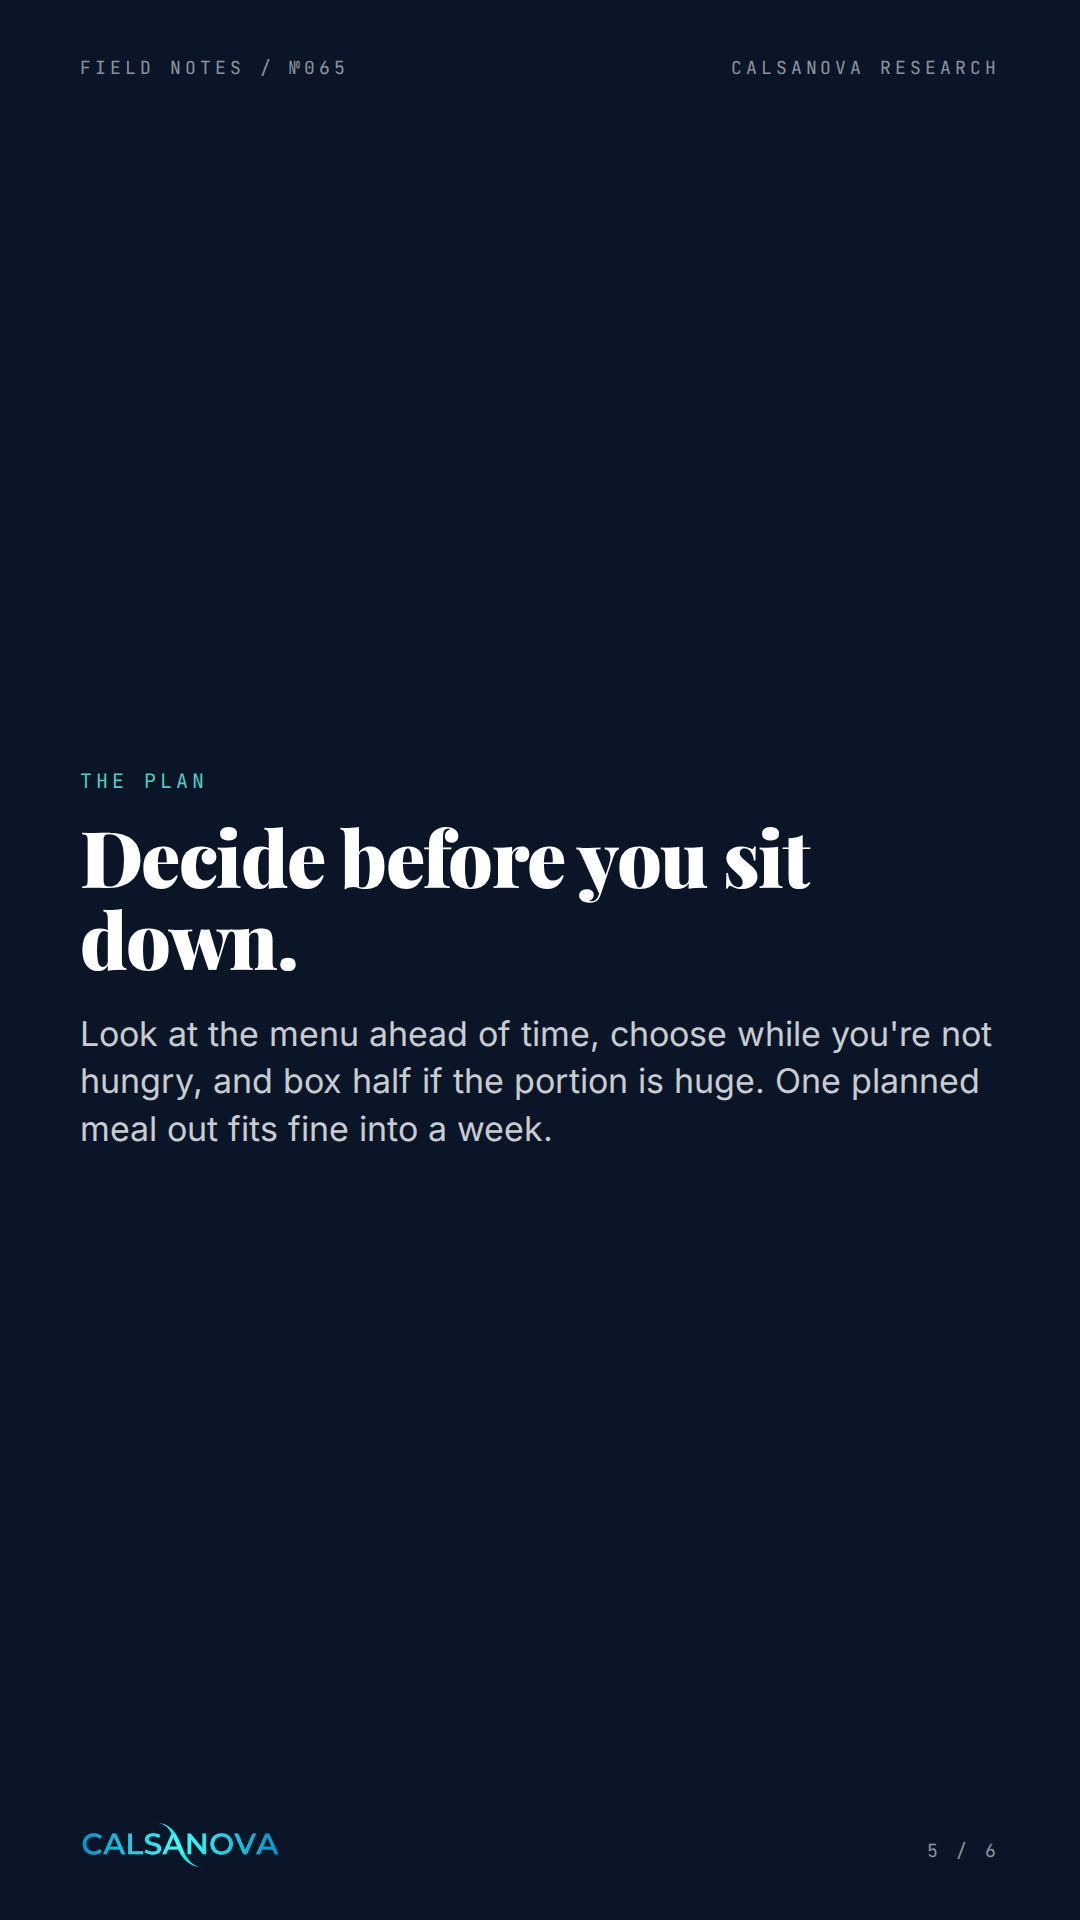 FIELD NOTES / №065
CALSANOVA RESEARCH
THE PLAN
Decide before you sit
down.
Look at the menu ahead of time, choose while you're not
hungry, and box half if the portion is huge. One planned
meal out fits fine into a week.
CALSANOVA
5 / 6